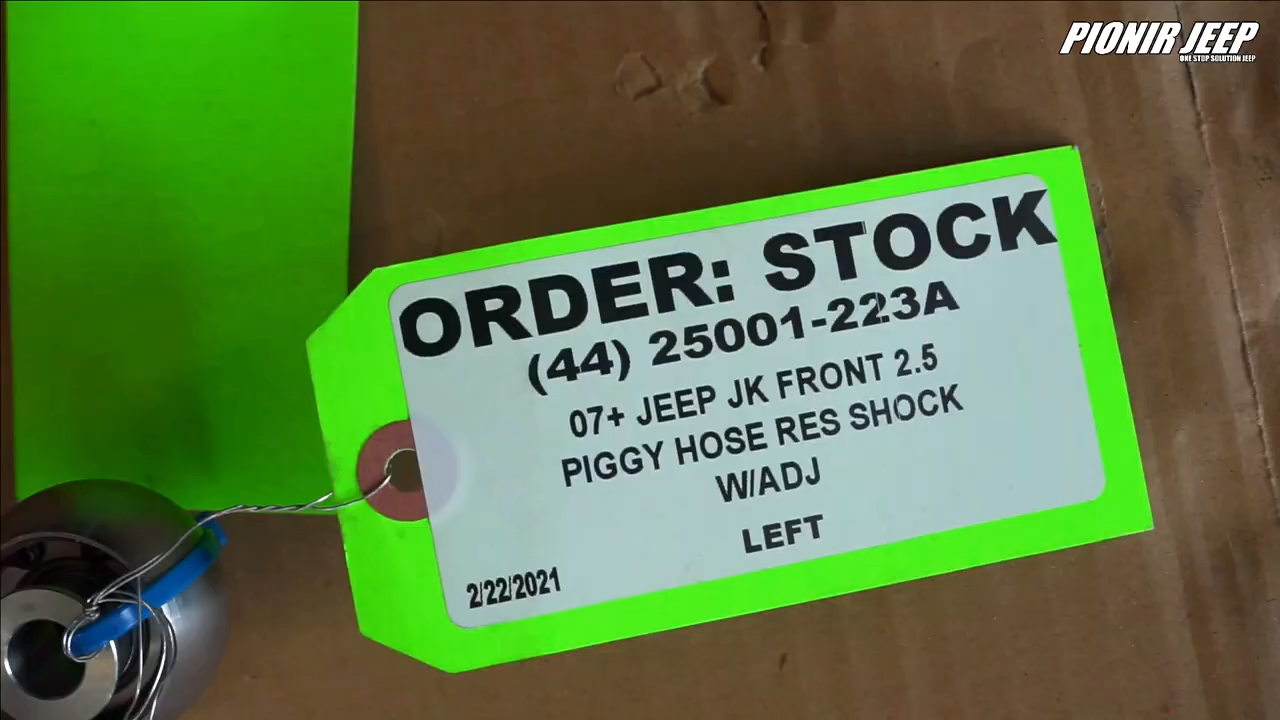 PIONIR JEEP
ONE STOP SOLUTION JEEP
ORDER: STOCK
(44) 25001-223A
07+ JEEP JK FRONT 2.5
PIGGY HOSE RES SHOCK
W/ADJ
LEFT
2/22/2021